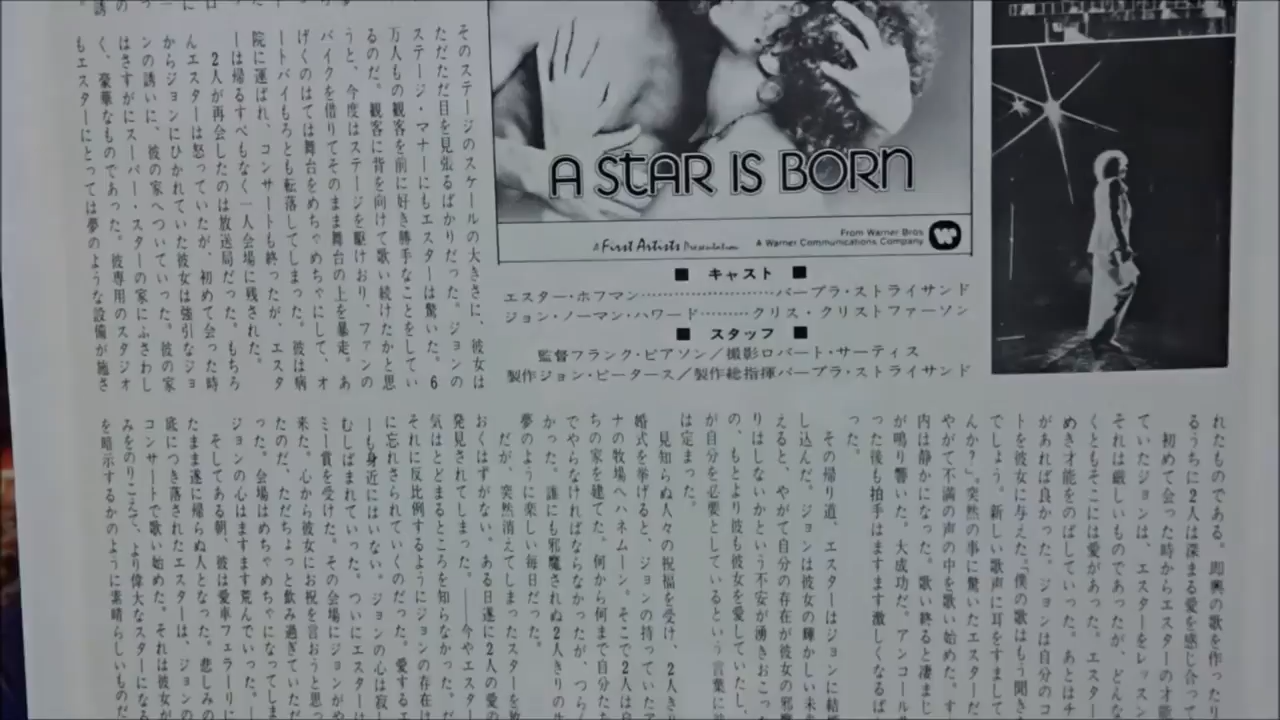 A STAR IS BORN
A First Artists Presentation
From Warner Bros
A Warner Communications Company
■ キャスト ■
エスター・ホフマン……………………バーブラ・ストライサンド
ジョン・ノーマン・ハワード………クリス・クリストファーソン
■ スタッフ ■
監督フランク・ピアソン／撮影ロバート・サーティス
製作ジョン・ピータース／製作総指揮バーブラ・ストライサンド
そのステージのスケールの大きさに、彼女は
ただただ目を見張るばかりだった。ジョンの
ステージ・マナーにもエスターは驚いた。6
万人もの観客を前に好き勝手なことをしてい
るのだ。観客に背を向けて歌い続けたかと思
うと、今度はステージを駆けおり、ファンの
バイクを借りてそのまま舞台の上を暴走。あ
げくのはては舞台をめちゃめちゃにして、オ
ートバイもろとも転落してしまった。彼は病
院に運ばれ、コンサートも終ったが、エスタ
ーは帰るすべもなく一人会場に残された。
2人が再会したのは放送局だった。もちろ
んエスターは怒っていたが、初めて会った時
からジョンにひかれていた彼女は強引なジョ
ンの誘いに、彼の家へついていった。彼の家
はさすがにスーパー・スターの家にふさわし
く、豪華なものであった。彼専用のスタジオ
もエスターにとっては夢のような設備が施さ
れたものである。即興の歌を作ったり
るうちに2人は深まる愛を感じ合って
初めて会った時からエスターの才能
ていたジョンは、エスターをレッスン
それは厳しいものであったが、どんな
くともそこには愛があった。エスター
めき才能をのばしていった。あとはチ
があれば良かった。ジョンは自分のコ
トを彼女に与えた。「僕の歌はもう聞き
でしょう。新しい歌声に耳をすまして
んか？」。突然の事に驚いたエスターだ
やがて不満の声の中を歌い始めた。す
内は静かになった。歌い終ると凄まじ
が鳴り響いた。大成功だ。アンコール
った後も拍手はますます激しくなるば
った。
その帰り道、エスターはジョンに結婚
し込んだ。ジョンは彼女の輝かしい未来
えると、やがて自分の存在が彼女の邪魔
りはしないかという不安が湧きおこった
の、もとより彼も彼女を愛していたし、
が自分を必要としているという言葉に
は定まった。
見知らぬ人々の祝福を受け、2人きり
婚式を挙げると、ジョンの持っていたア
ナの牧場へハネムーン。そこで2人は自
ちの家を建てた。何から何まで自分たち
でやらなければならなかったが、つら
かった。誰にも邪魔されぬ2人きりの生
夢のように楽しい毎日だった。
だが、突然消えてしまったスターを放
おくはずがない。ある日遂に2人の愛の
発見されてしまった。——今やエスター
気はとどまるところを知らなかった。だ
それに反比例するようにジョンの存在は
に忘れさられていくのだった。愛するエ
ーも身近にはいない。ジョンの心は寂し
むしばまれていった。ついにエスターは
ミー賞を受けた。その会場にジョンがや
来た。心から彼女にお祝を言おうと思っ
たのだ。ただちょっと飲み過ぎていただ
った。会場はめちゃめちゃになってしま
ジョンの心はますます荒んでいった。
そしてある朝、彼は愛車フェラーリに
たまま遂に帰らぬ人となった。悲しみの
底につき落されたエスターは、ジョンの
コンサートで歌い始めた。それは彼女が
みをのりこえて、より偉大なスターになる
を暗示するかのように素晴らしいものだ